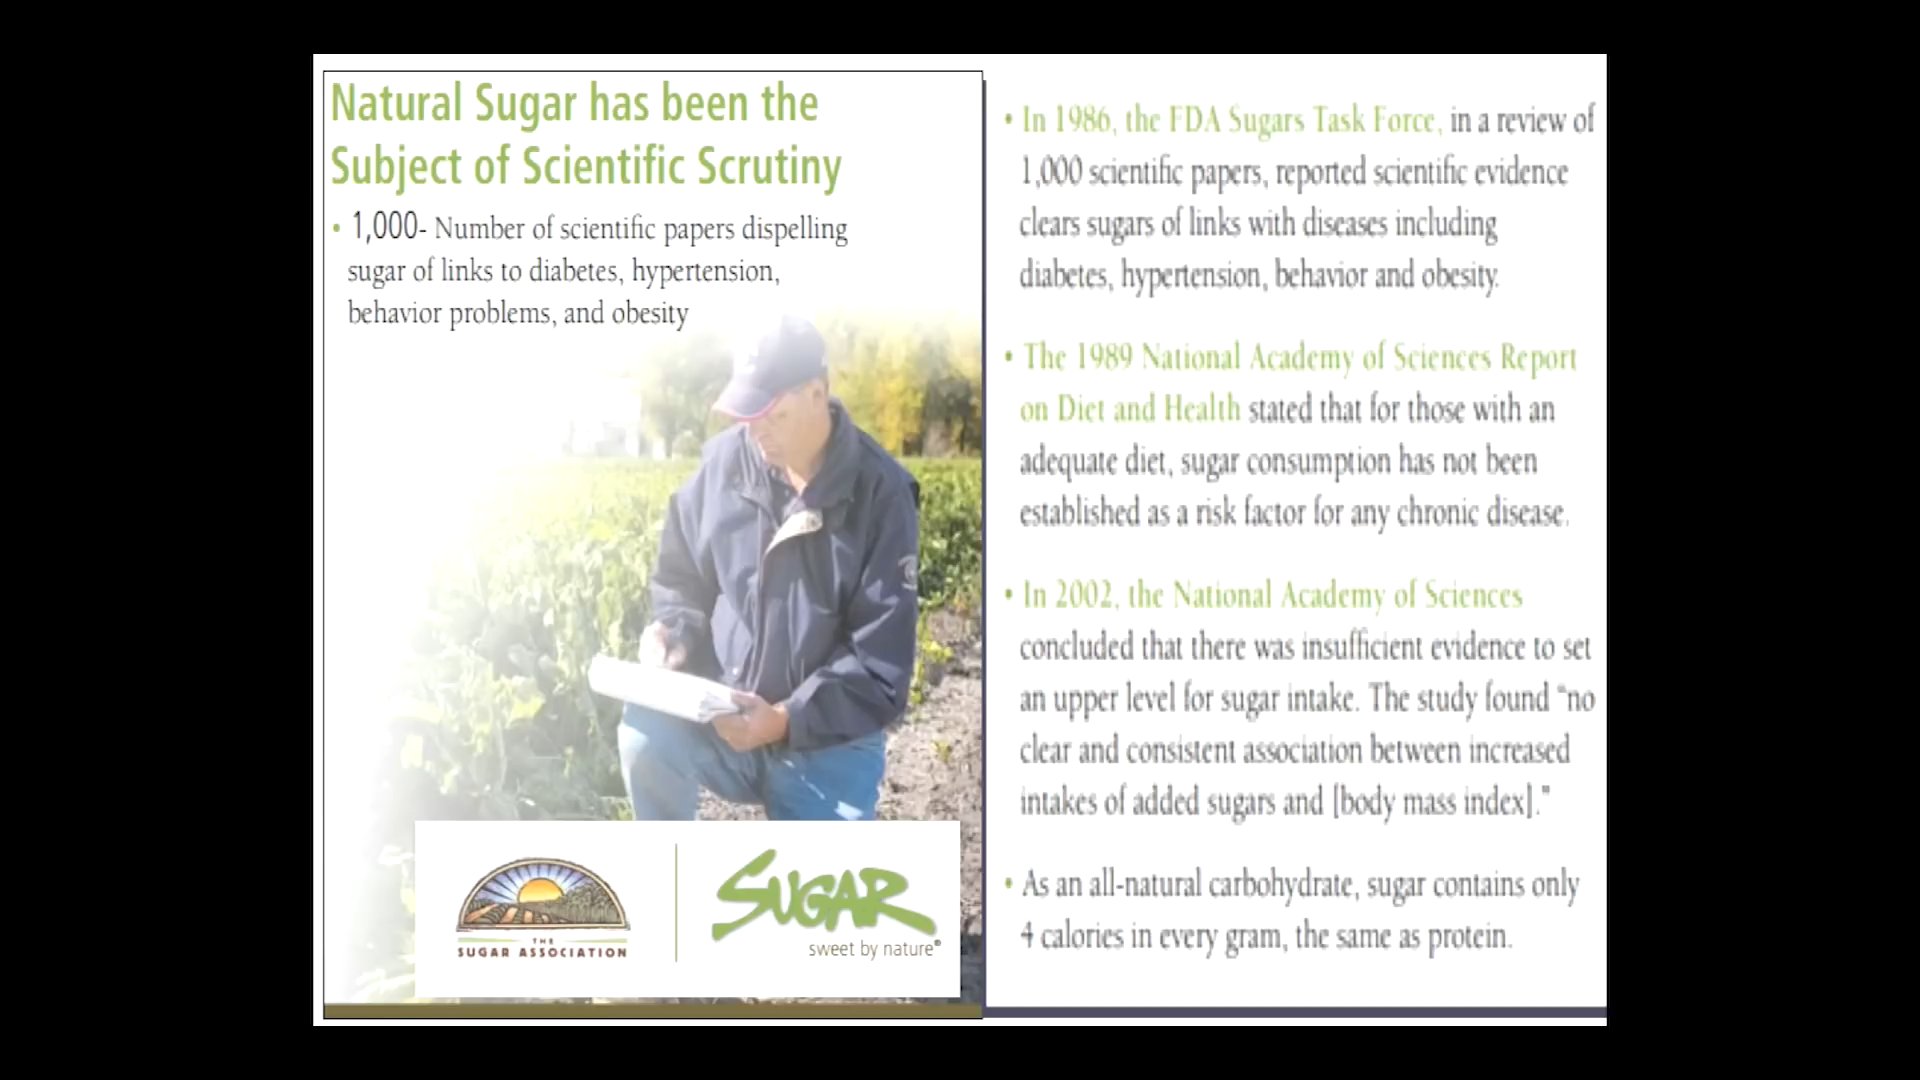 Natural Sugar has been the
Subject of Scientific Scrutiny
• 1,000- Number of scientific papers dispelling
sugar of links to diabetes, hypertension,
behavior problems, and obesity
THE
SUGAR ASSOCIATION
SUGAR
sweet by nature®
• In 1986, the FDA Sugars Task Force, in a review of
1,000 scientific papers, reported scientific evidence
clears sugars of links with diseases including
diabetes, hypertension, behavior and obesity.
• The 1989 National Academy of Sciences Report
on Diet and Health stated that for those with an
adequate diet, sugar consumption has not been
established as a risk factor for any chronic disease.
• In 2002, the National Academy of Sciences
concluded that there was insufficient evidence to set
an upper level for sugar intake. The study found “no
clear and consistent association between increased
intakes of added sugars and [body mass index].”
• As an all-natural carbohydrate, sugar contains only
4 calories in every gram, the same as protein.